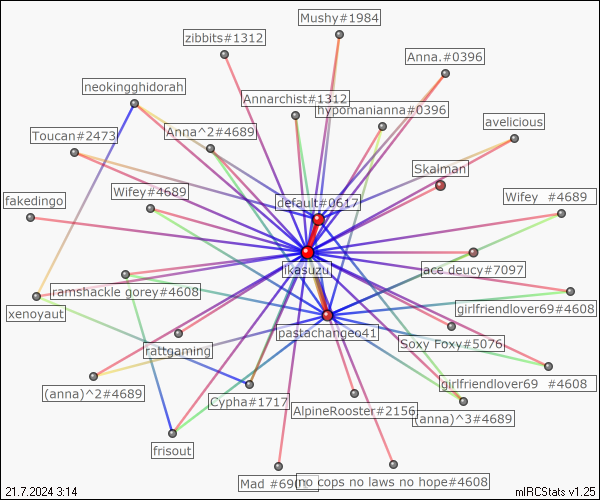 Mushy#1984
zibbits#1312
Anna.#0396
neokingghidorah
Annarchist#1312
hypomanianna#0396
avelicious
Toucan#2473
Anna^2#4689
Skalman
Wifey#4689
Wifey #4689
default#0617
fakedingo
ikasuzu
ace deucy#7097
ramshackle gorey#4608
girlfriendlover69#4608
xenoyaut
pastachangeo41
rattgaming
Soxy Foxy#5076
girlfriendlover69 #4608
(anna)^2#4689
Cypha#1717
AlpineRooster#2156
(anna)^3#4689
frisout
Mad
no cops no laws no hope#4608
21.7.2024 3:14
mIRCStats v1.25